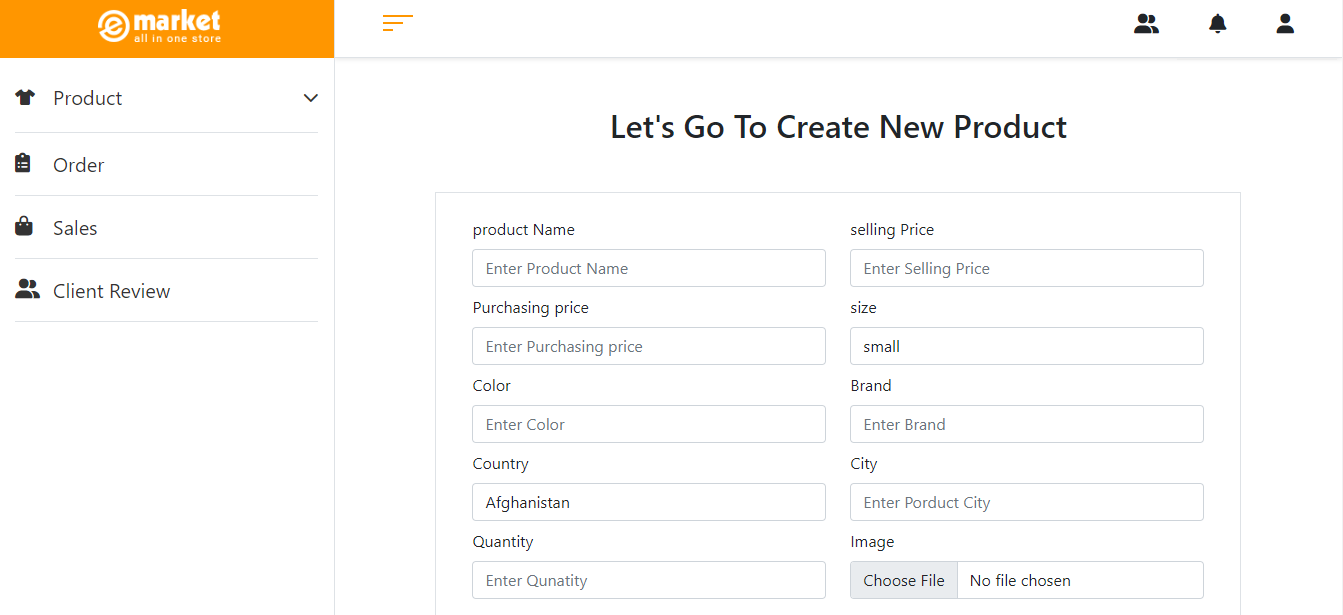 e market
all in one store
Product
Order
Sales
Client Review
Let's Go To Create New Product
product Name
selling Price
Enter Product Name
Enter Selling Price
Purchasing price
size
Enter Purchasing price
small
Color
Brand
Enter Color
Enter Brand
Country
City
Afghanistan
Enter Porduct City
Quantity
Image
Enter Qunatity
Choose File No file chosen